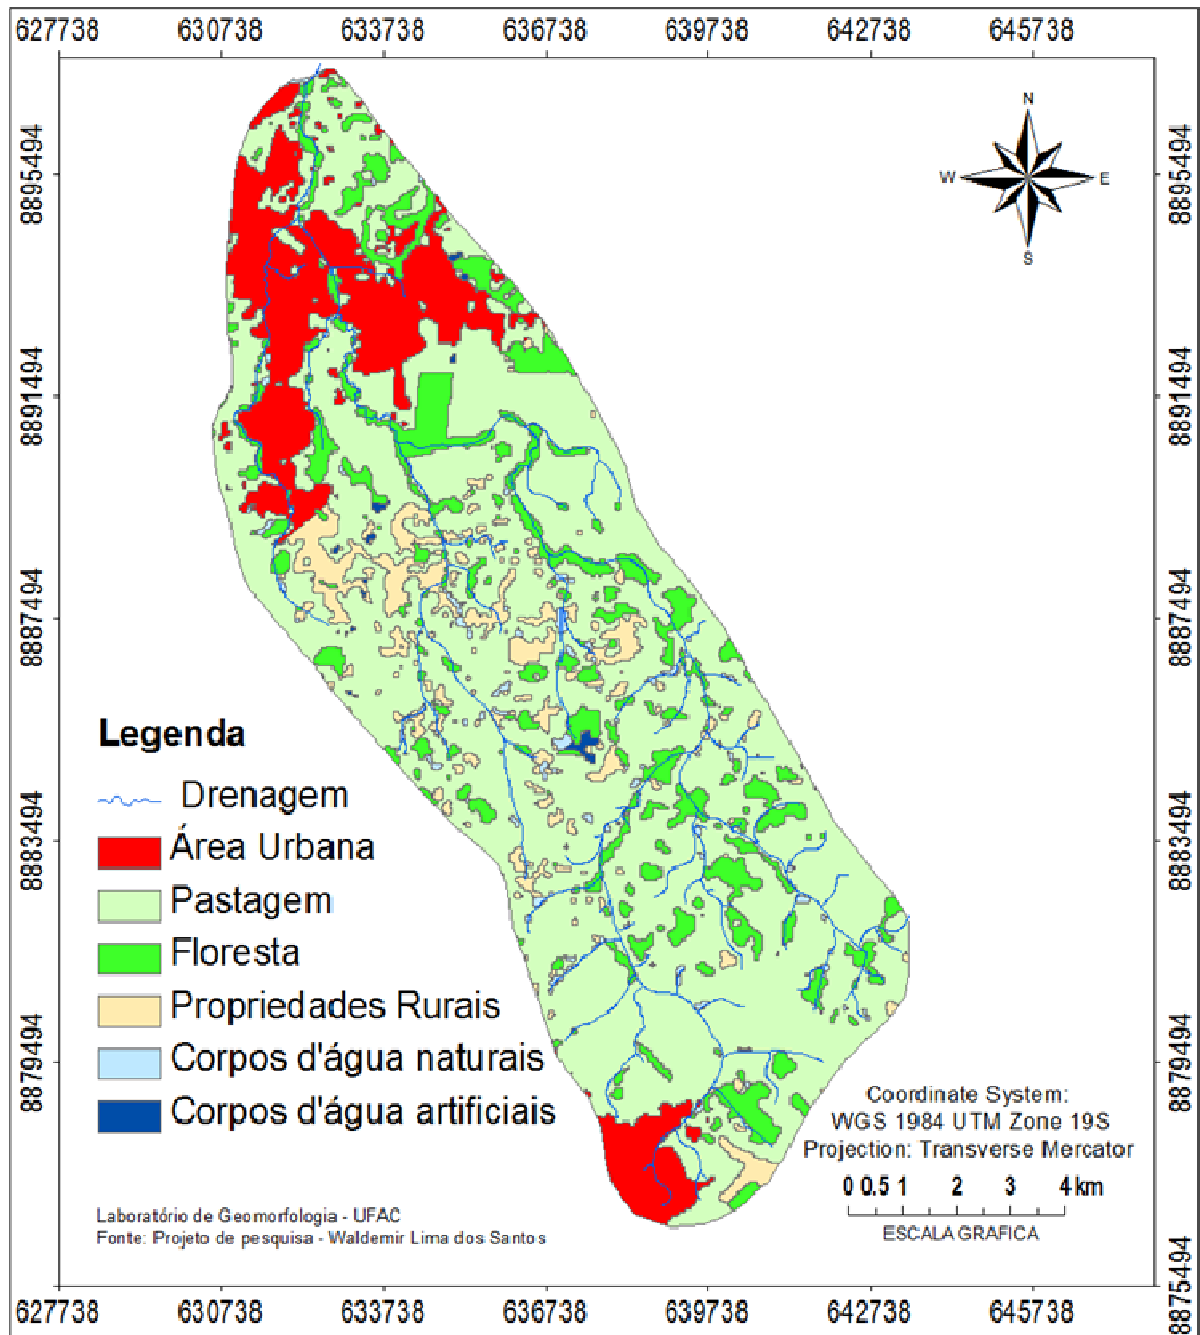 627738 630738 633738 636738 639738 642738 645738
8895494 8895494
8891494 8891494
8887494 8887494
8883494 8883494
8879494 8879494
8875494
N
W E
S
Legenda
Drenagem
Área Urbana
Pastagem
Floresta
Propriedades Rurais
Corpos d'água naturais
Corpos d'água artificiais
Coordinate System:
WGS 1984 UTM Zone 19S
Projection: Transverse Mercator
0 0.5 1 2 3 4 km
ESCALA GRAFICA
Laboratório de Geomorfologia - UFAC
Fonte: Projeto de pesquisa - Waldemir Lima dos Santos
627738 630738 633738 636738 639738 642738 645738